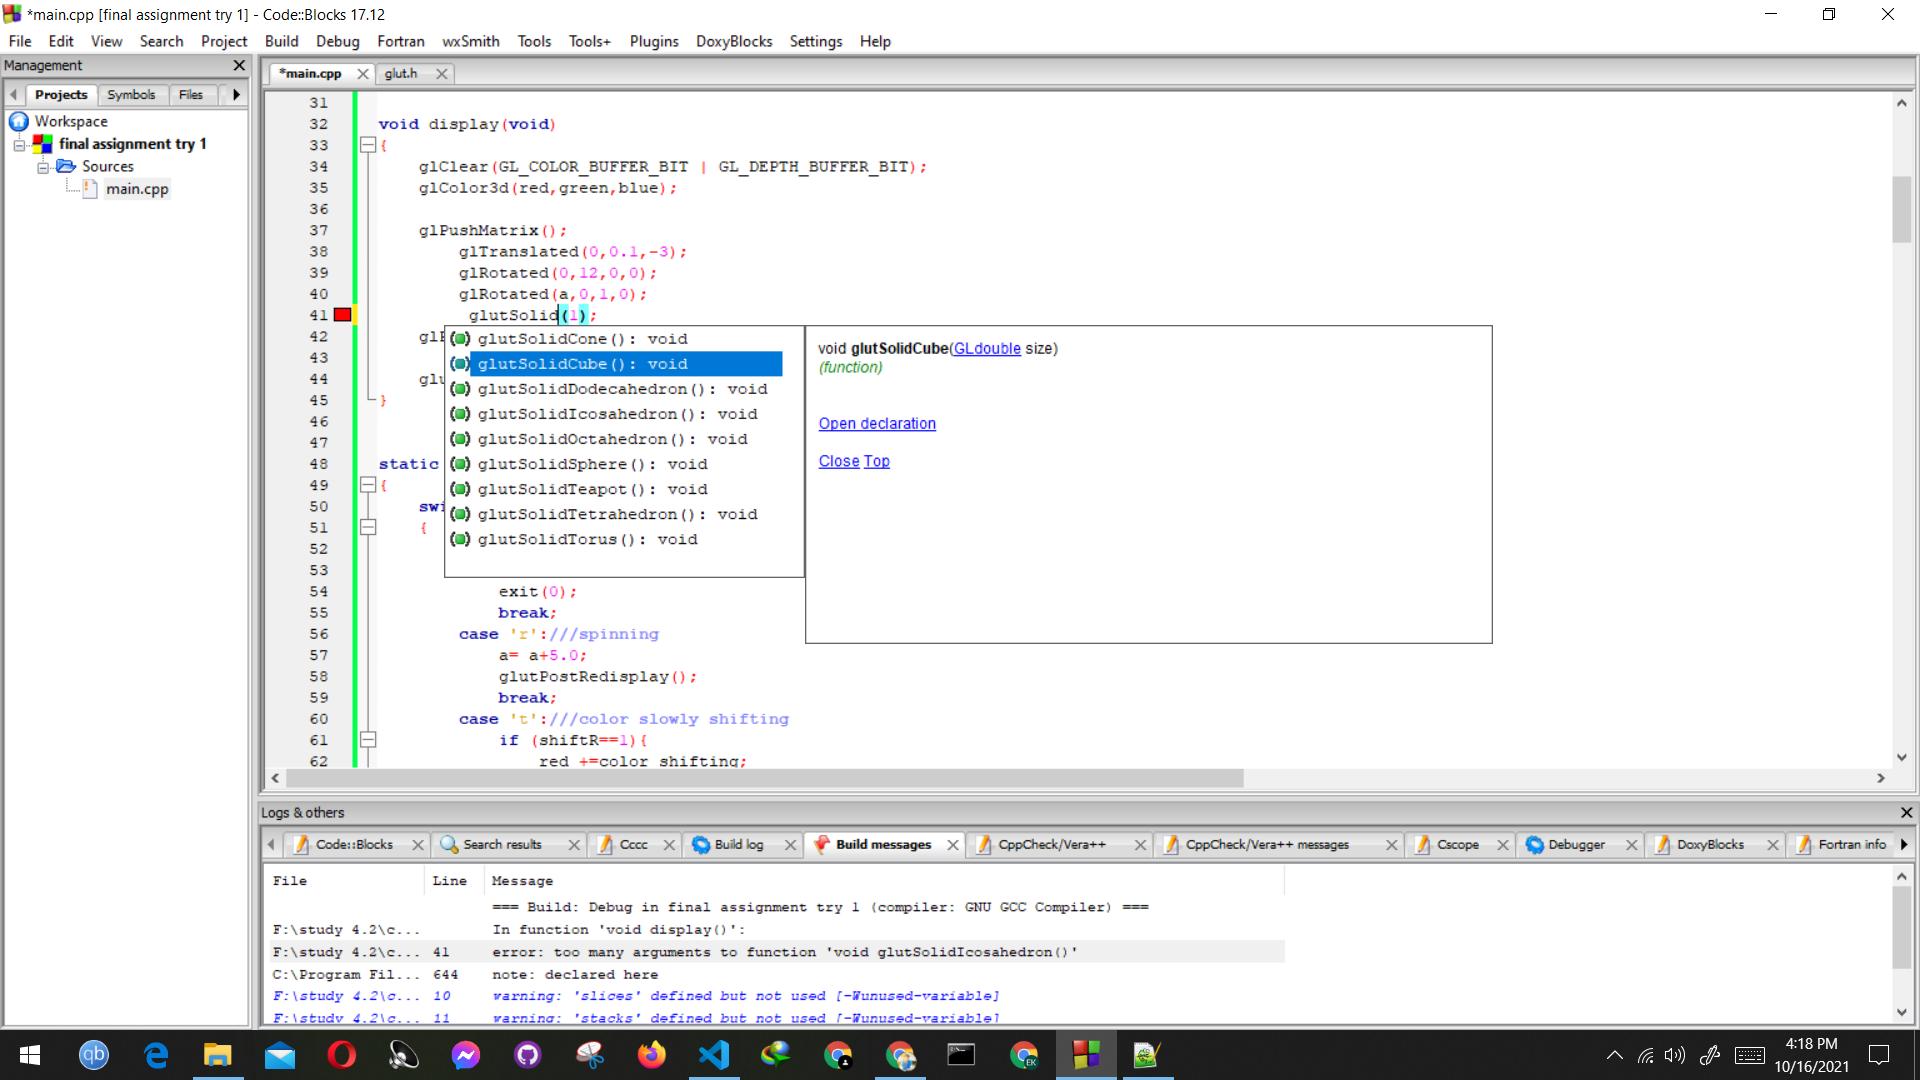 *main.cpp [final assignment try 1] - Code::Blocks 17.12
File Edit View Search Project Build Debug Fortran wxSmith Tools Tools+ Plugins DoxyBlocks Settings Help
Management
Projects Symbols Files
Workspace
final assignment try 1
Sources
main.cpp
*main.cpp glut.h
31
32 void display(void)
33 {
34 glClear(GL_COLOR_BUFFER_BIT | GL_DEPTH_BUFFER_BIT);
35 glColor3d(red,green,blue);
36
37 glPushMatrix();
38 glTranslated(0,0.1,-3);
39 glRotated(0,12,0,0);
40 glRotated(a,0,1,0);
41 glutSolid(1);
42
43
44 glu
45 }
46
47
48 static
49 {
50 sw
51 {
52
53
54 exit(0);
55 break;
56 case 'r':///spinning
57 a= a+5.0;
58 glutPostRedisplay();
59 break;
60 case 't':///color slowly shifting
61 if (shiftR==1){
62 red +=color shifting;
glutSolidCone(): void
glutSolidCube(): void
glutSolidDodecahedron(): void
glutSolidIcosahedron(): void
glutSolidOctahedron(): void
glutSolidSphere(): void
glutSolidTeapot(): void
glutSolidTetrahedron(): void
glutSolidTorus(): void
void glutSolidCube(GLdouble size)
(function)
Open declaration
Close Top
Logs & others
Code::Blocks Search results Cccc Build log Build messages CppCheck/Vera++ CppCheck/Vera++ messages Cscope Debugger DoxyBlocks Fortran info
File Line Message
=== Build: Debug in final assignment try 1 (compiler: GNU GCC Compiler) ===
F:\study 4.2\c... In function 'void display()':
F:\study 4.2\c... 41 error: too many arguments to function 'void glutSolidIcosahedron()'
C:\Program Fil... 644 note: declared here
F:\study 4.2\c... 10 warning: 'slices' defined but not used [-Wunused-variable]
F:\study 4.2\c... 11 warning: 'stacks' defined but not used [-Wunused-variable]
qb
EK
4:18 PM
10/16/2021